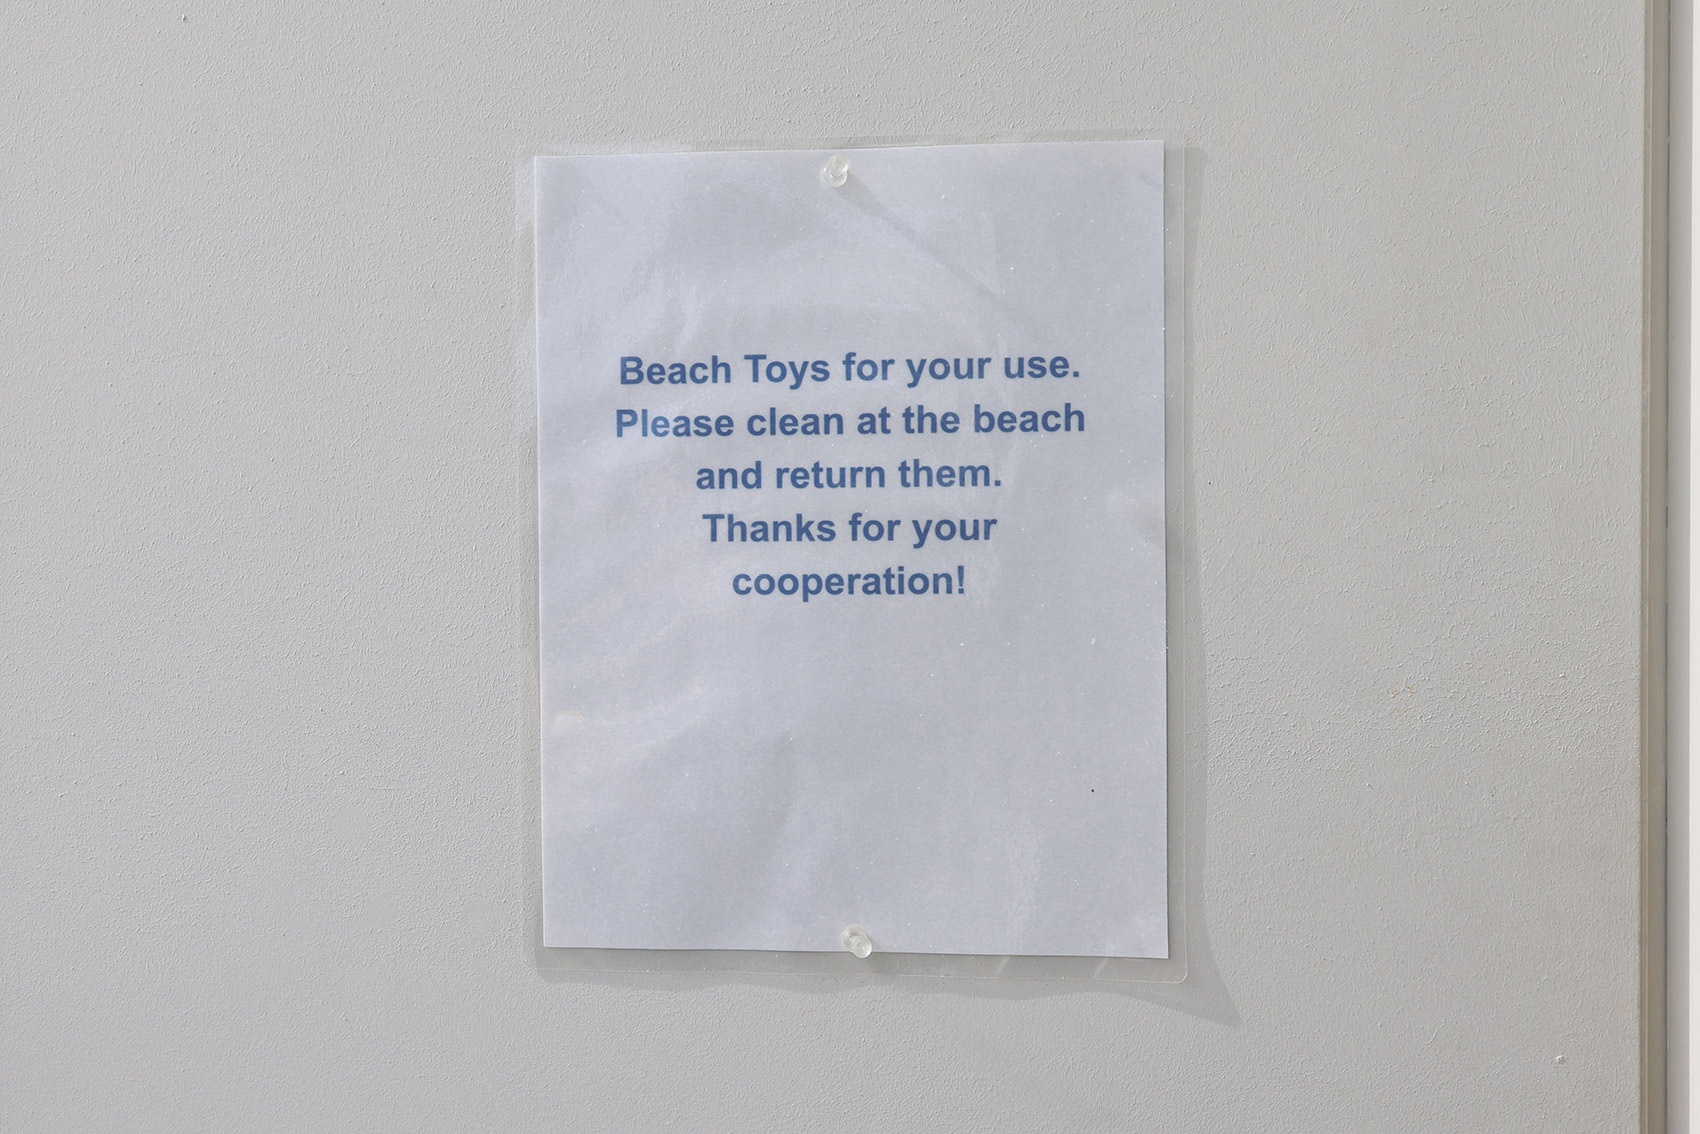 Beach Toys for your use.
Please clean at the beach
and return them.
Thanks for your
cooperation!